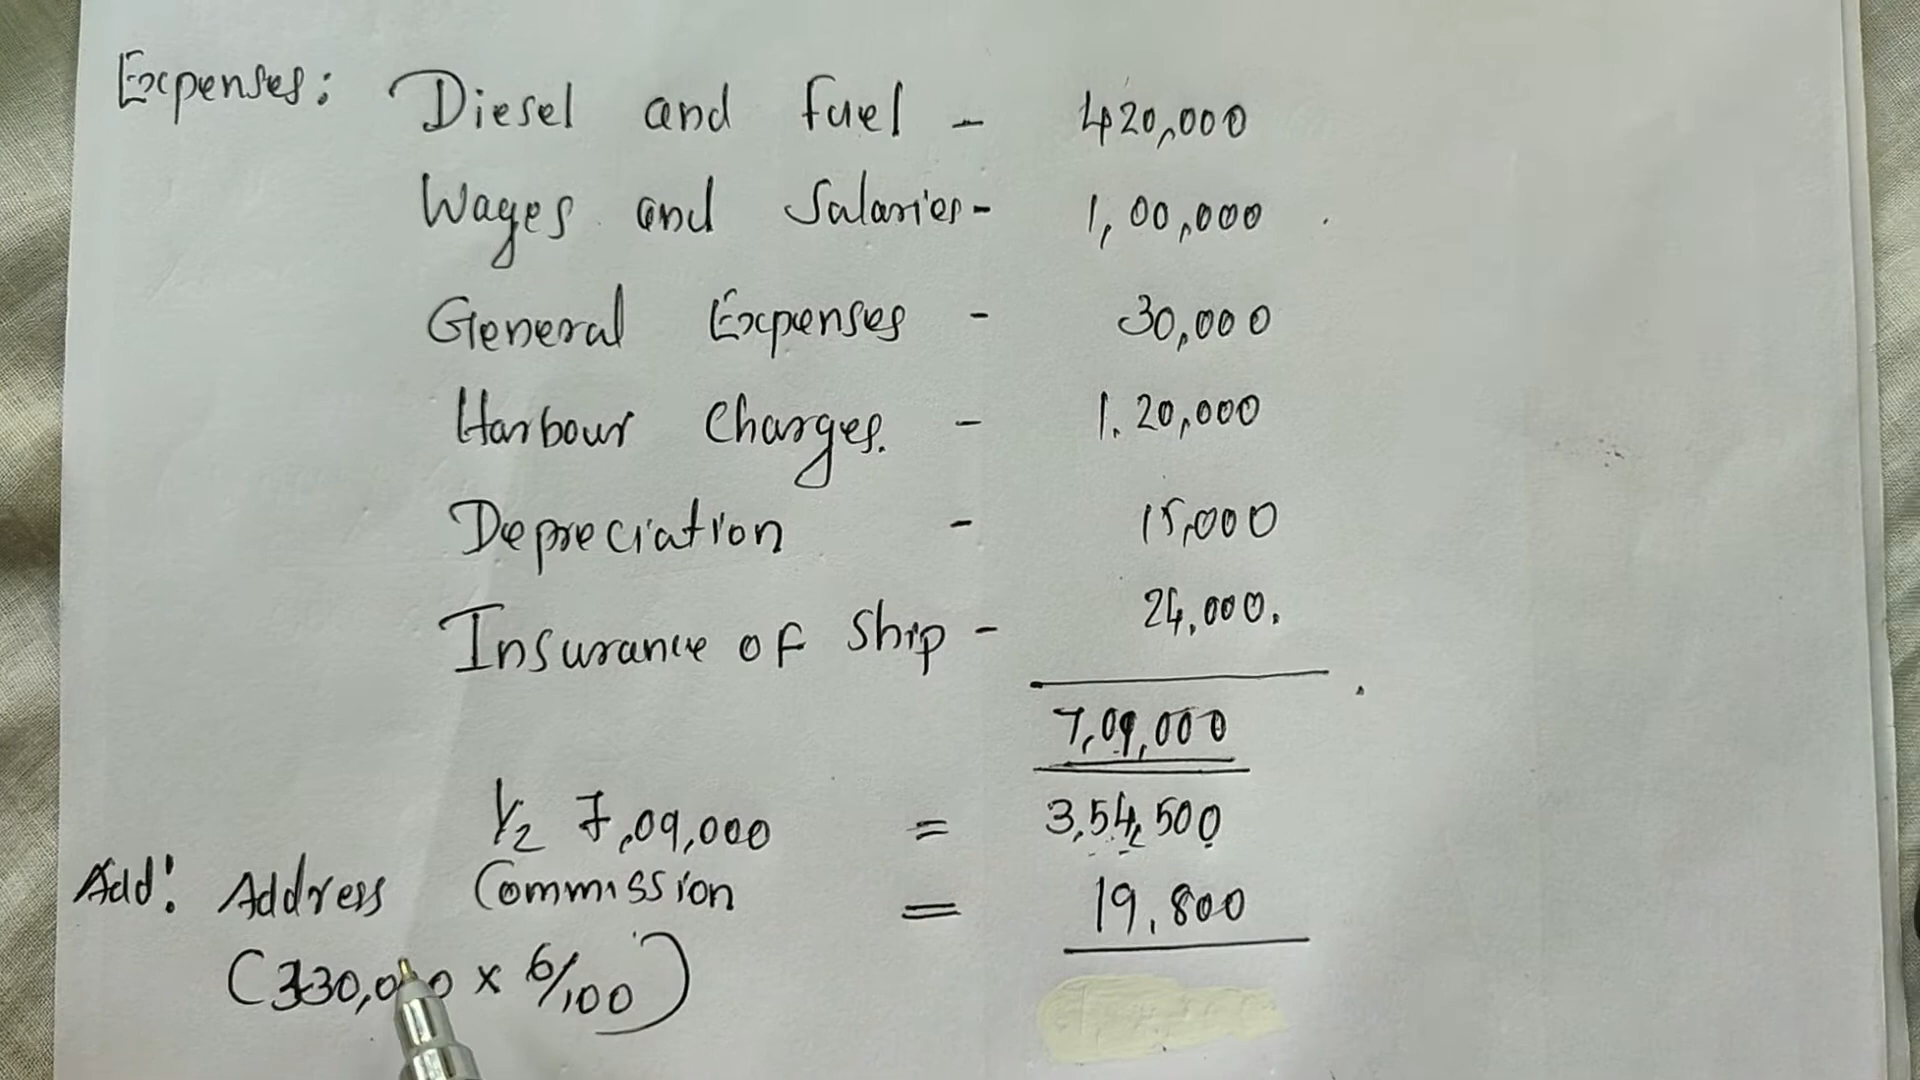 Expenses: Diesel and fuel - 420,000
Wages and Salaries - 1,00,000
General Expenses - 30,000
Harbour Charges. - 1.20,000
Depreciation - 15,000
Insurance of Ship - 24,000.
7,09,000
1/2 7,09,000 = 3,54,500
Add: Address Commission = 19,800
(330,000 x 6/100)